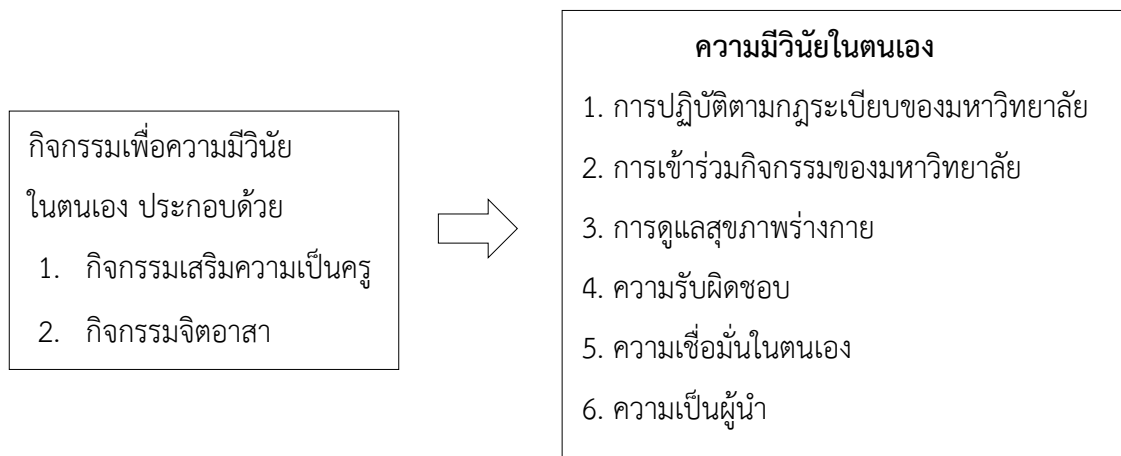 กิจกรรมเพื่อความมีวินัย
ในตนเอง ประกอบด้วย
1. กิจกรรมเสริมความเป็นครู
2. กิจกรรมจิตอาสา
ความมีวินัยในตนเอง
1. การปฏิบัติตามกฎระเบียบของมหาวิทยาลัย
2. การเข้าร่วมกิจกรรมของมหาวิทยาลัย
3. การดูแลสุขภาพร่างกาย
4. ความรับผิดชอบ
5. ความเชื่อมั่นในตนเอง
6. ความเป็นผู้นำ